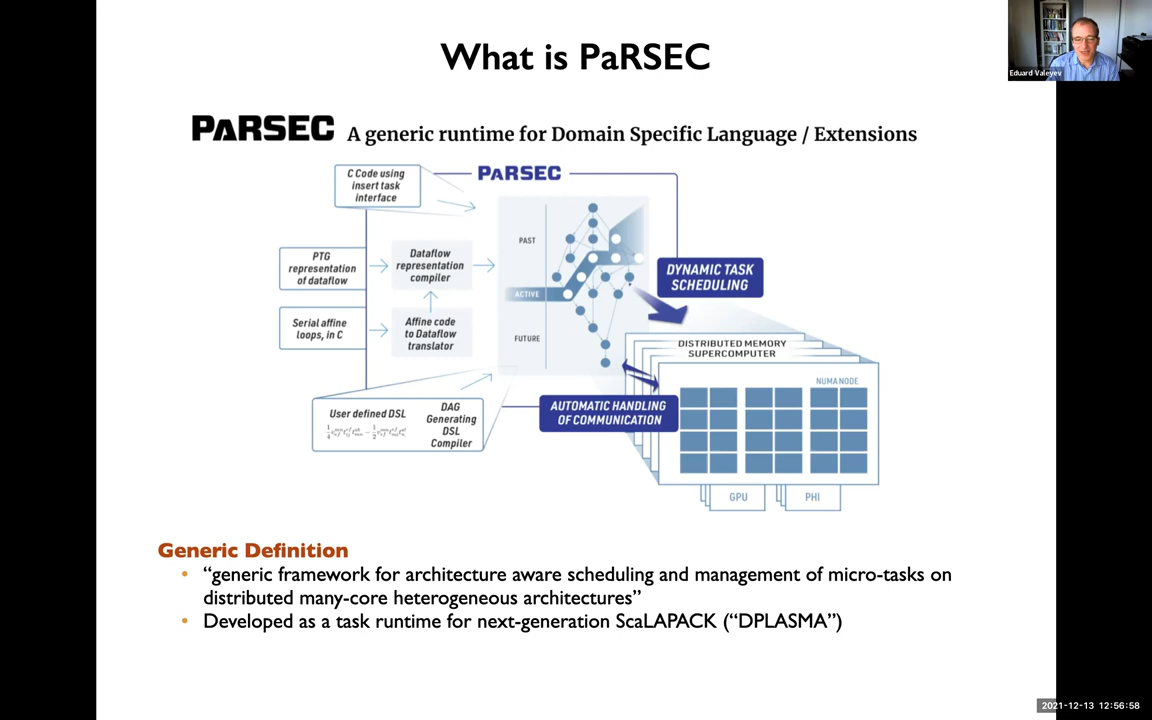 What is PaRSEC
Eduard Valeyev
PaRSEC A generic runtime for Domain Specific Language / Extensions
C Code using
insert task
interface
PaRSEC
PTG
representation
of dataflow
Dataflow
representation
compiler
PAST
ACTIVE
FUTURE
DYNAMIC TASK
SCHEDULING
Serial affine
loops, in C
Affine code
to Dataflow
translator
DISTRIBUTED MEMORY
SUPERCOMPUTER
NUMA NODE
User defined DSL
DAG
Generating
DSL
Compiler
AUTOMATIC HANDLING
OF COMMUNICATION
GPU
PHI
Generic Definition
• “generic framework for architecture aware scheduling and management of micro-tasks on
distributed many-core heterogeneous architectures”
• Developed as a task runtime for next-generation ScaLAPACK (“DPLASMA”)
2021-12-13 12:56:58